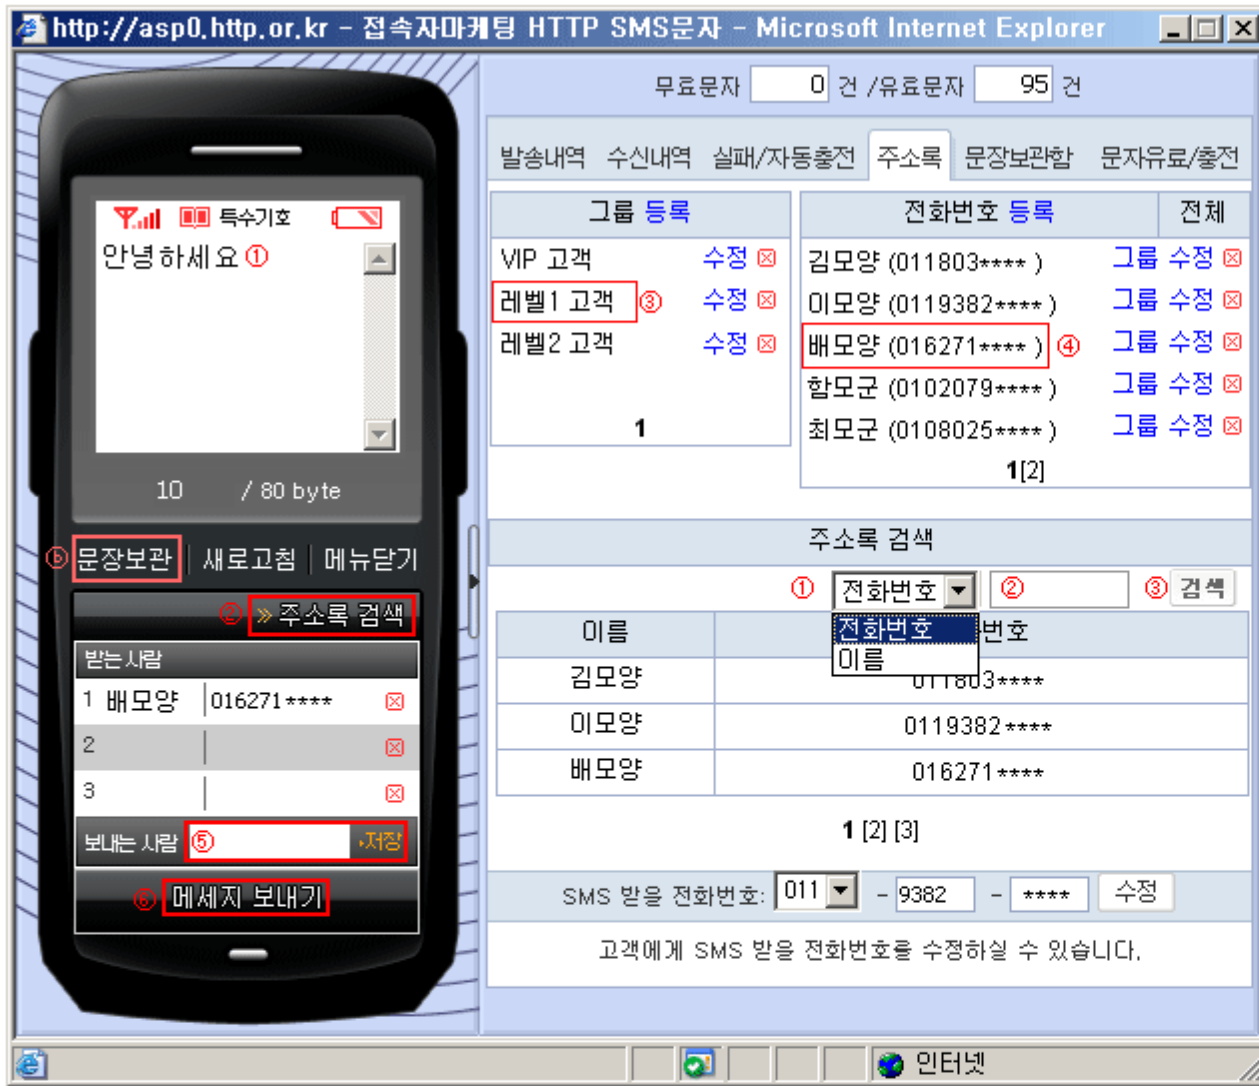 http://asp0.http.or.kr - 접속자마케팅 HTTP SMS문자 - Microsoft Internet Explorer
무료문자 0 건 /유료문자 95 건
발송내역 수신내역 실패/자동충전 주소록 문장보관함 문자유료/충전
특수기호
안녕하세요 ①
10 / 80 byte
ⓑ 문장보관 새로고침 메뉴닫기
② » 주소록 검색
받는사람
1 배모양 016271****
2
3
보내는 사람 ⑤ 저장
⑥ 메세지 보내기
그룹 등록
VIP 고객 수정
레벨1 고객 ③ 수정
레벨2 고객 수정
1
전화번호 등록 전체
김모양 (011803**** ) 그룹 수정
이모양 (0119382**** ) 그룹 수정
배모양 (016271**** ) ④ 그룹 수정
함모군 (0102079**** ) 그룹 수정
최모군 (0108025**** ) 그룹 수정
1[2]
주소록 검색
① 전화번호 ② ③ 검색
전화번호
이름
이름 번호
김모양 011803****
이모양 0119382****
배모양 016271****
1 [2] [3]
SMS 받을 전화번호: 011 - 9382 - **** 수정
고객에게 SMS 받을 전화번호를 수정하실 수 있습니다.
인터넷